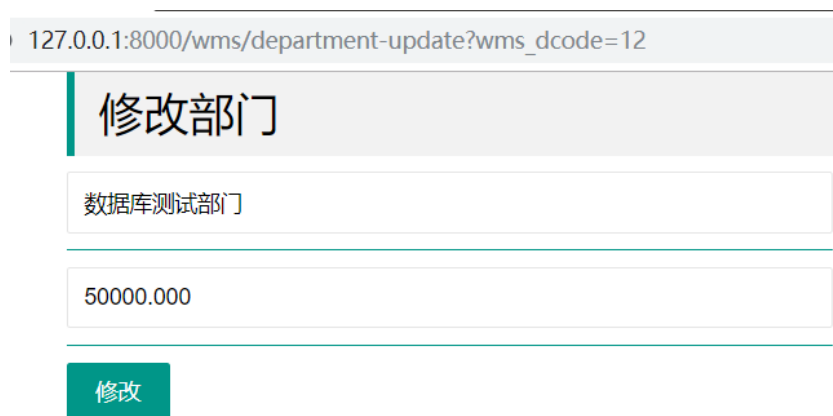 127.0.0.1:8000/wms/department-update?wms_dcode=12
修改部门
数据库测试部门
50000.000
修改